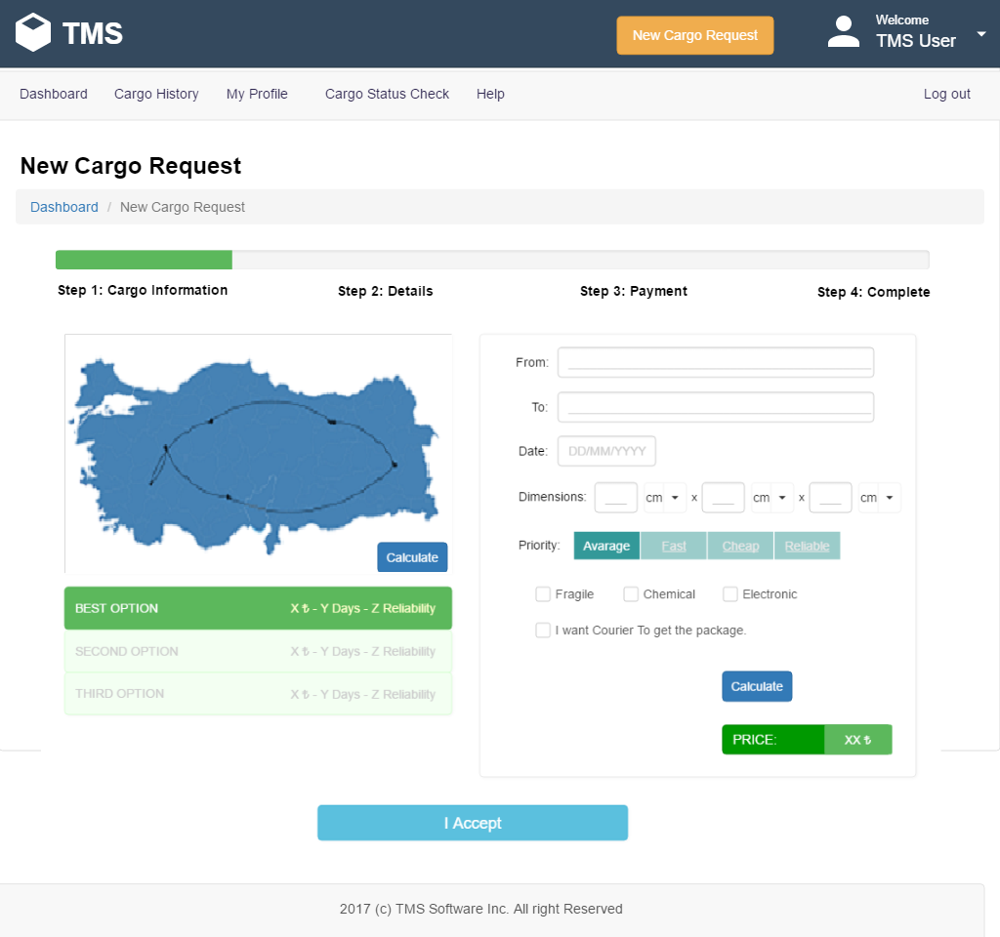 TMS
New Cargo Request
Welcome
TMS User
Dashboard Cargo History My Profile Cargo Status Check Help Log out
New Cargo Request
Dashboard / New Cargo Request
Step 1: Cargo Information Step 2: Details Step 3: Payment Step 4: Complete
Calculate
BEST OPTION X ₺ - Y Days - Z Reliability
SECOND OPTION X ₺ - Y Days - Z Reliability
THIRD OPTION X ₺ - Y Days - Z Reliability
From:
To:
Date: DD/MM/YYYY
Dimensions: cm x cm x cm
Priority: Avarage Fast Cheap Reliable
Fragile Chemical Electronic
I want Courier To get the package.
Calculate
PRICE: XX ₺
I Accept
2017 (c) TMS Software Inc. All right Reserved